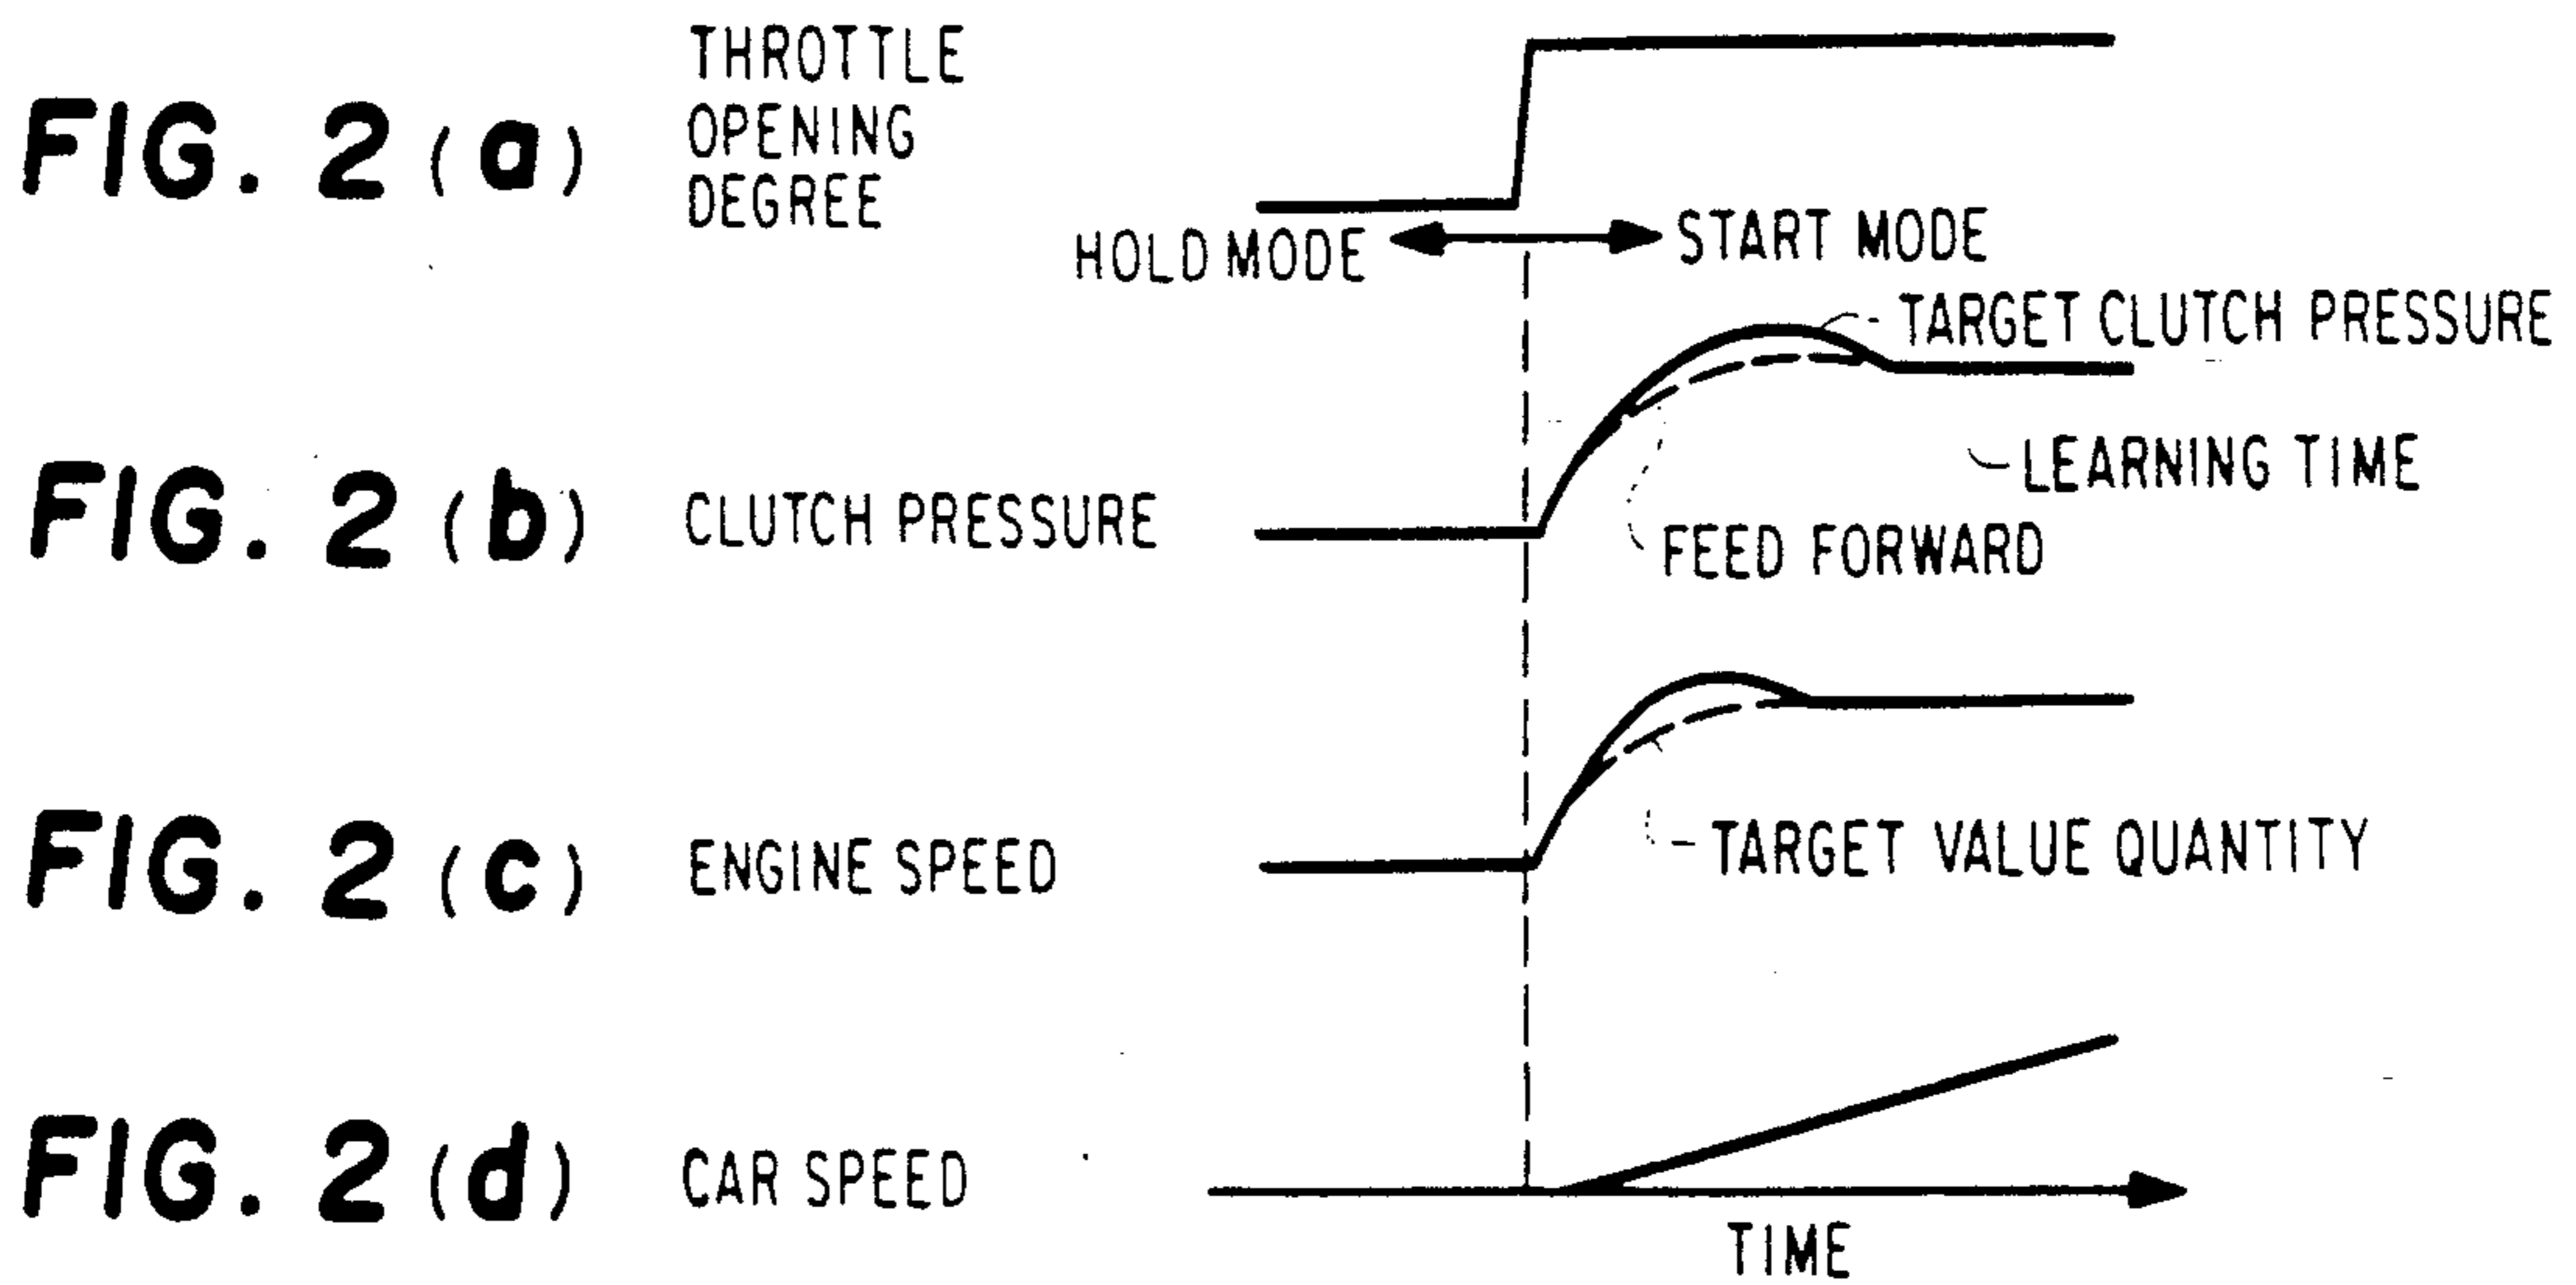 FIG. 2 (a)
THROTTLE
OPENING
DEGREE
HOLD MODE
START MODE
TARGET CLUTCH PRESSURE
FIG. 2 (b)
CLUTCH PRESSURE
LEARNING TIME
FEED FORWARD
FIG. 2 (c)
ENGINE SPEED
TARGET VALUE QUANTITY
FIG. 2 (d)
CAR SPEED
TIME